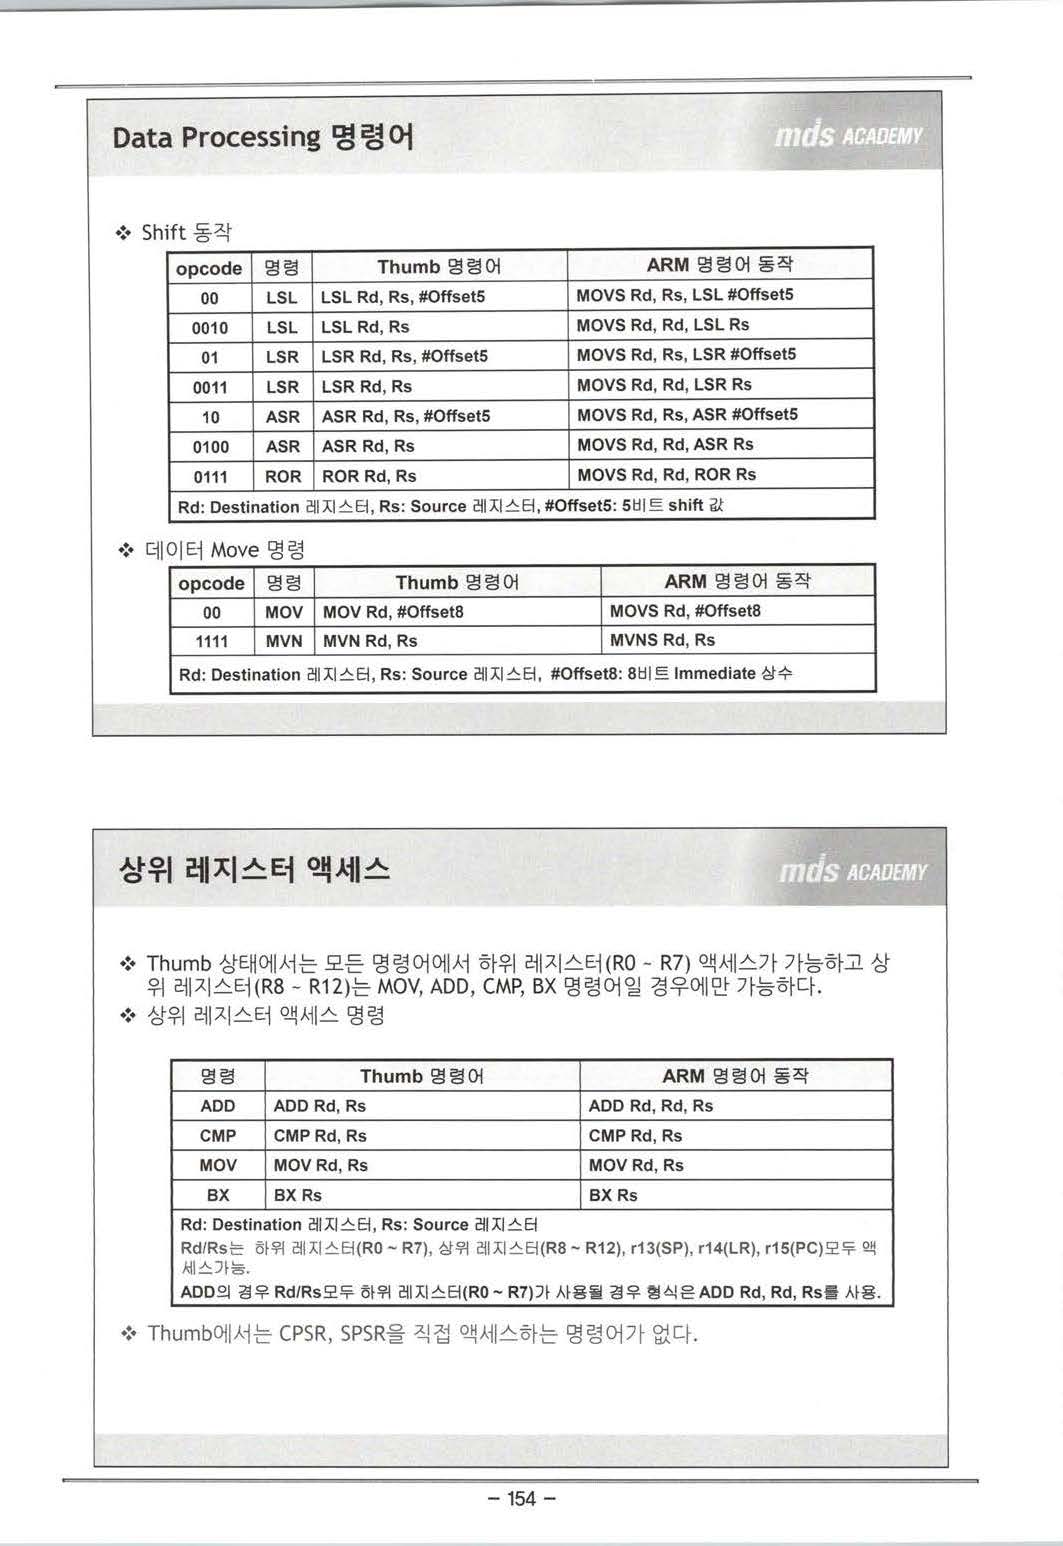 Data Processing 명령어
mds ACADEMY
❖ Shift 동작
opcode 명령 Thumb 명령어 ARM 명령어 동작
00 LSL LSL Rd, Rs, #Offset5 MOVS Rd, Rs, LSL #Offset5
0010 LSL LSL Rd, Rs MOVS Rd, Rd, LSL Rs
01 LSR LSR Rd, Rs, #Offset5 MOVS Rd, Rs, LSR #Offset5
0011 LSR LSR Rd, Rs MOVS Rd, Rd, LSR Rs
10 ASR ASR Rd, Rs, #Offset5 MOVS Rd, Rs, ASR #Offset5
0100 ASR ASR Rd, Rs MOVS Rd, Rd, ASR Rs
0111 ROR ROR Rd, Rs MOVS Rd, Rd, ROR Rs
Rd: Destination 레지스터, Rs: Source 레지스터, #Offset5: 5비트 shift 값
❖ 데이터 Move 명령
opcode 명령 Thumb 명령어 ARM 명령어 동작
00 MOV MOV Rd, #Offset8 MOVS Rd, #Offset8
1111 MVN MVN Rd, Rs MVNS Rd, Rs
Rd: Destination 레지스터, Rs: Source 레지스터, #Offset8: 8비트 Immediate 상수
상위 레지스터 액세스
mds ACADEMY
❖ Thumb 상태에서는 모든 명령어에서 하위 레지스터(R0 ~ R7) 액세스가 가능하고 상
위 레지스터(R8 ~ R12)는 MOV, ADD, CMP, BX 명령어일 경우에만 가능하다.
❖ 상위 레지스터 액세스 명령
명령 Thumb 명령어 ARM 명령어 동작
ADD ADD Rd, Rs ADD Rd, Rd, Rs
CMP CMP Rd, Rs CMP Rd, Rs
MOV MOV Rd, Rs MOV Rd, Rs
BX BX Rs BX Rs
Rd: Destination 레지스터, Rs: Source 레지스터
Rd/Rs는 하위 레지스터(R0 ~ R7), 상위 레지스터(R8 ~ R12), r13(SP), r14(LR), r15(PC)모두 액
세스가능.
ADD의 경우 Rd/Rs모두 하위 레지스터(R0 ~ R7)가 사용될 경우 형식은 ADD Rd, Rd, Rs를 사용.
❖ Thumb에서는 CPSR, SPSR을 직접 액세스하는 명령어가 없다.
- 154 -